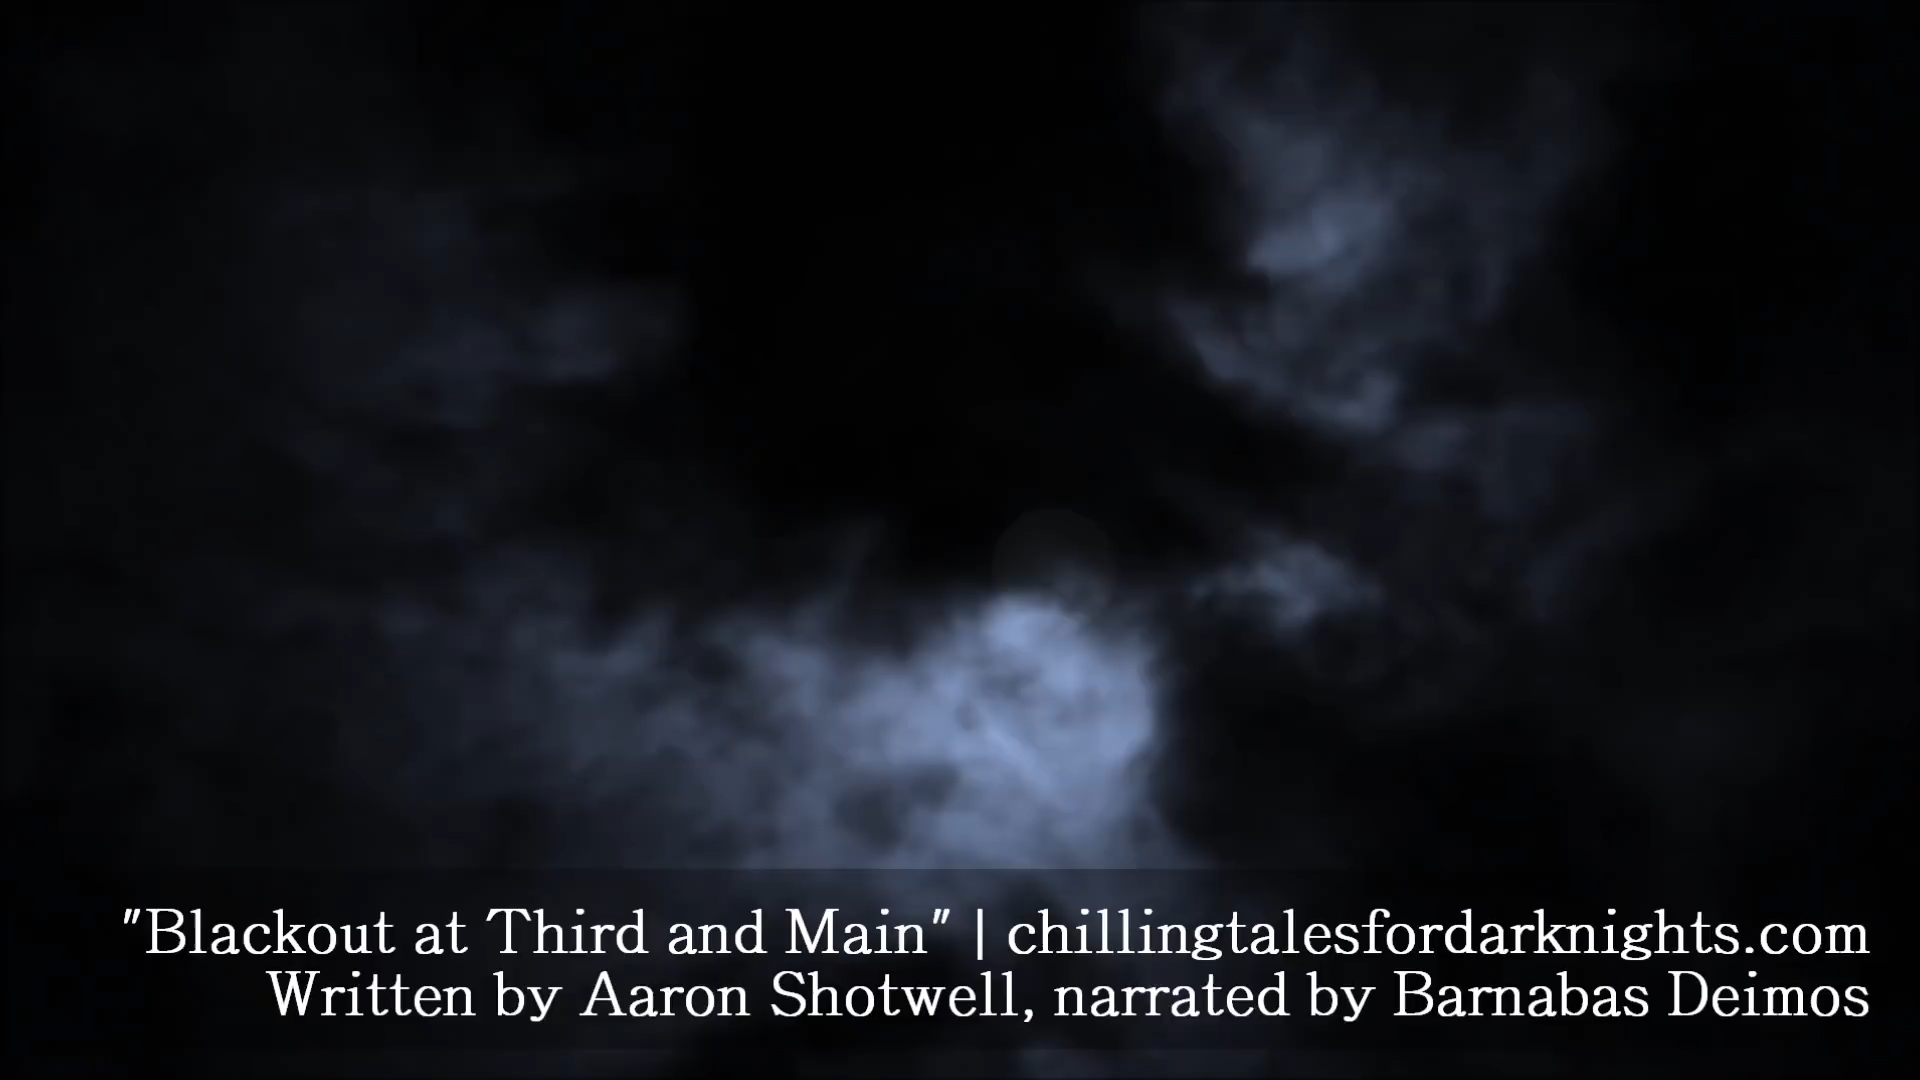 "Blackout at Third and Main" | chillingtalesfordarknights.com
Written by Aaron Shotwell, narrated by Barnabas Deimos